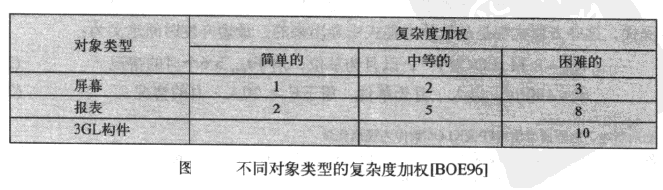 对象类型 复杂度加权
简单的 中等的 困难的
屏幕 1 2 3
报表 2 5 8
3GL构件 10
图 不同对象类型的复杂度加权[BOE96]